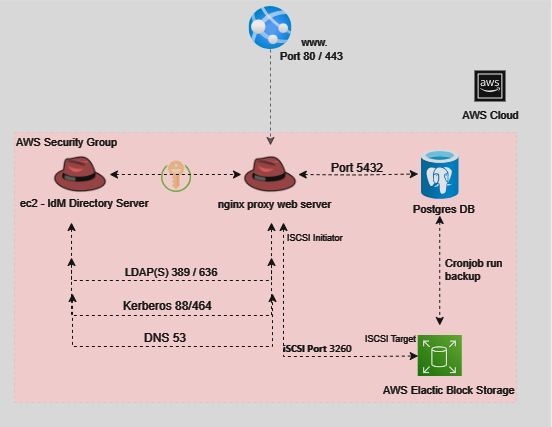 www.
Port 80 / 443
aws
AWS Cloud
AWS Security Group
Port 5432
ec2 - IdM Directory Server
nginx proxy web server
Postgres DB
ISCSI Initiator
LDAP(S) 389 / 636
Cronjob run
backup
Kerberos 88/464
DNS 53
ISCSI Target
iSCSI Port 3260
AWS Elactic Block Storage